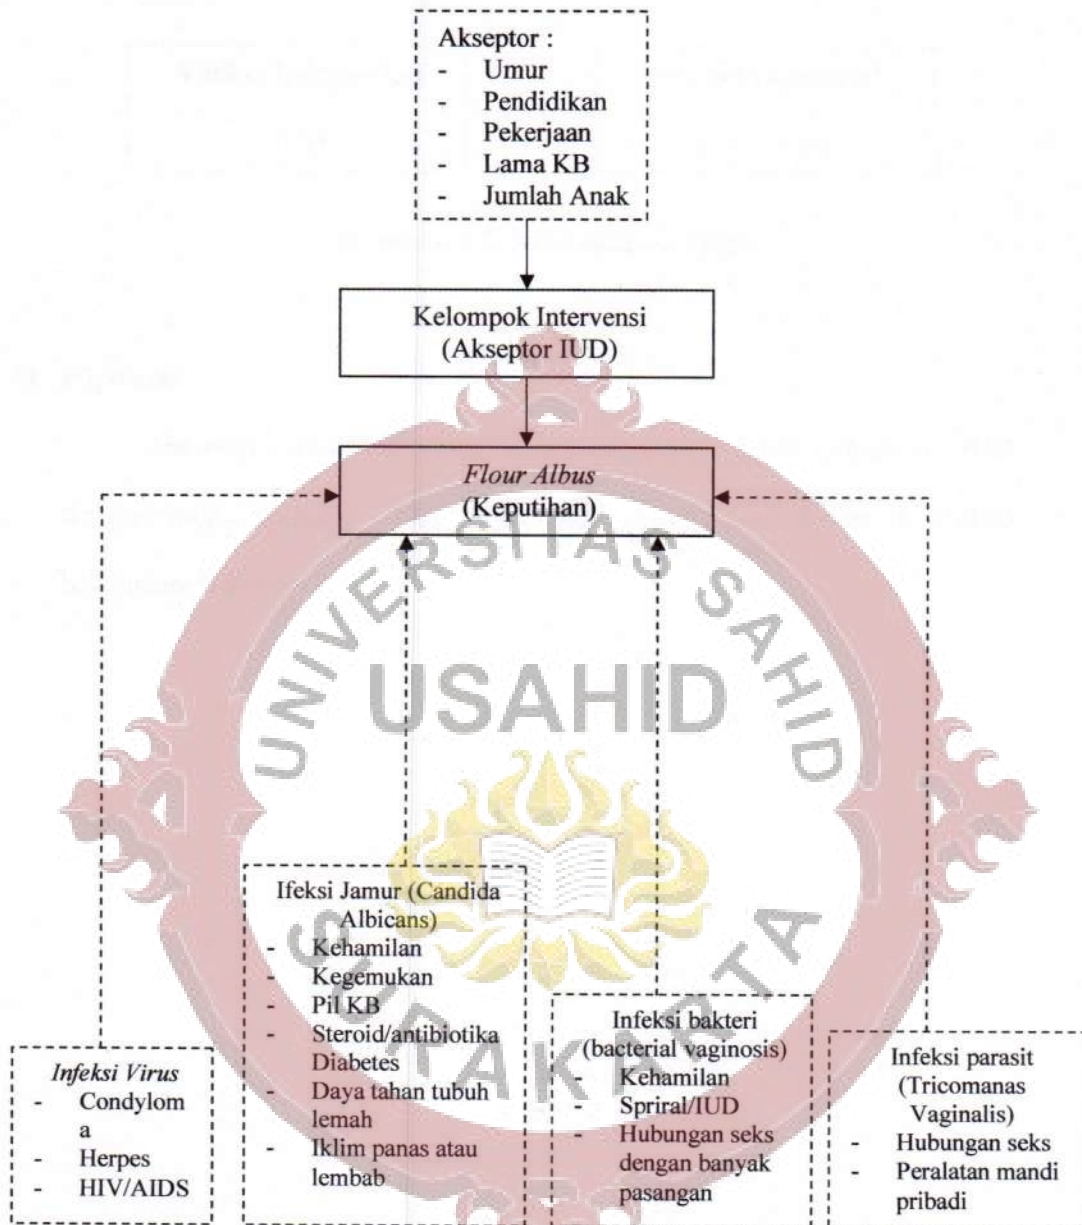 Akseptor :
- Umur
- Pendidikan
- Pekerjaan
- Lama KB
- Jumlah Anak
Kelompok Intervensi
(Akseptor IUD)
Flour Albus
(Keputihan)
UNIVERSITAS SAHID
USAHID
SURAKARTA
Infeksi Virus
- Condylom
a
- Herpes
- HIV/AIDS
Ifeksi Jamur (Candida
Albicans)
- Kehamilan
- Kegemukan
- Pil KB
- Steroid/antibiotika
Diabetes
- Daya tahan tubuh
lemah
- Iklim panas atau
lembab
Infeksi bakteri
(bacterial vaginosis)
- Kehamilan
- Spriral/IUD
- Hubungan seks
dengan banyak
pasangan
Infeksi parasit
(Tricomanas
Vaginalis)
- Hubungan seks
- Peralatan mandi
pribadi